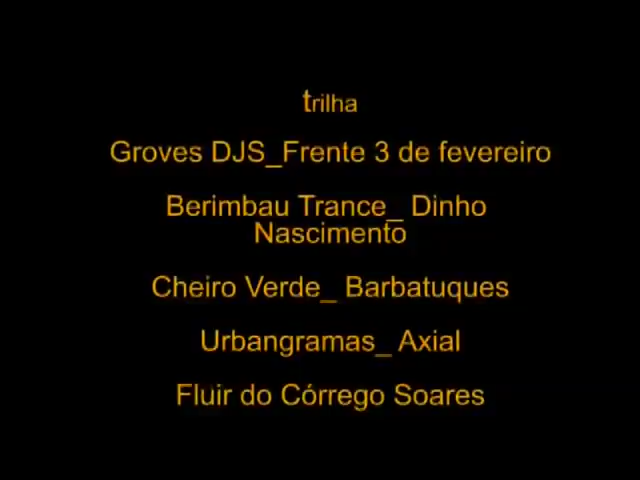 trilha
Groves DJS_Frente 3 de fevereiro
Berimbau Trance_ Dinho
Nascimento
Cheiro Verde_ Barbatuques
Urbangramas_ Axial
Fluir do Córrego Soares